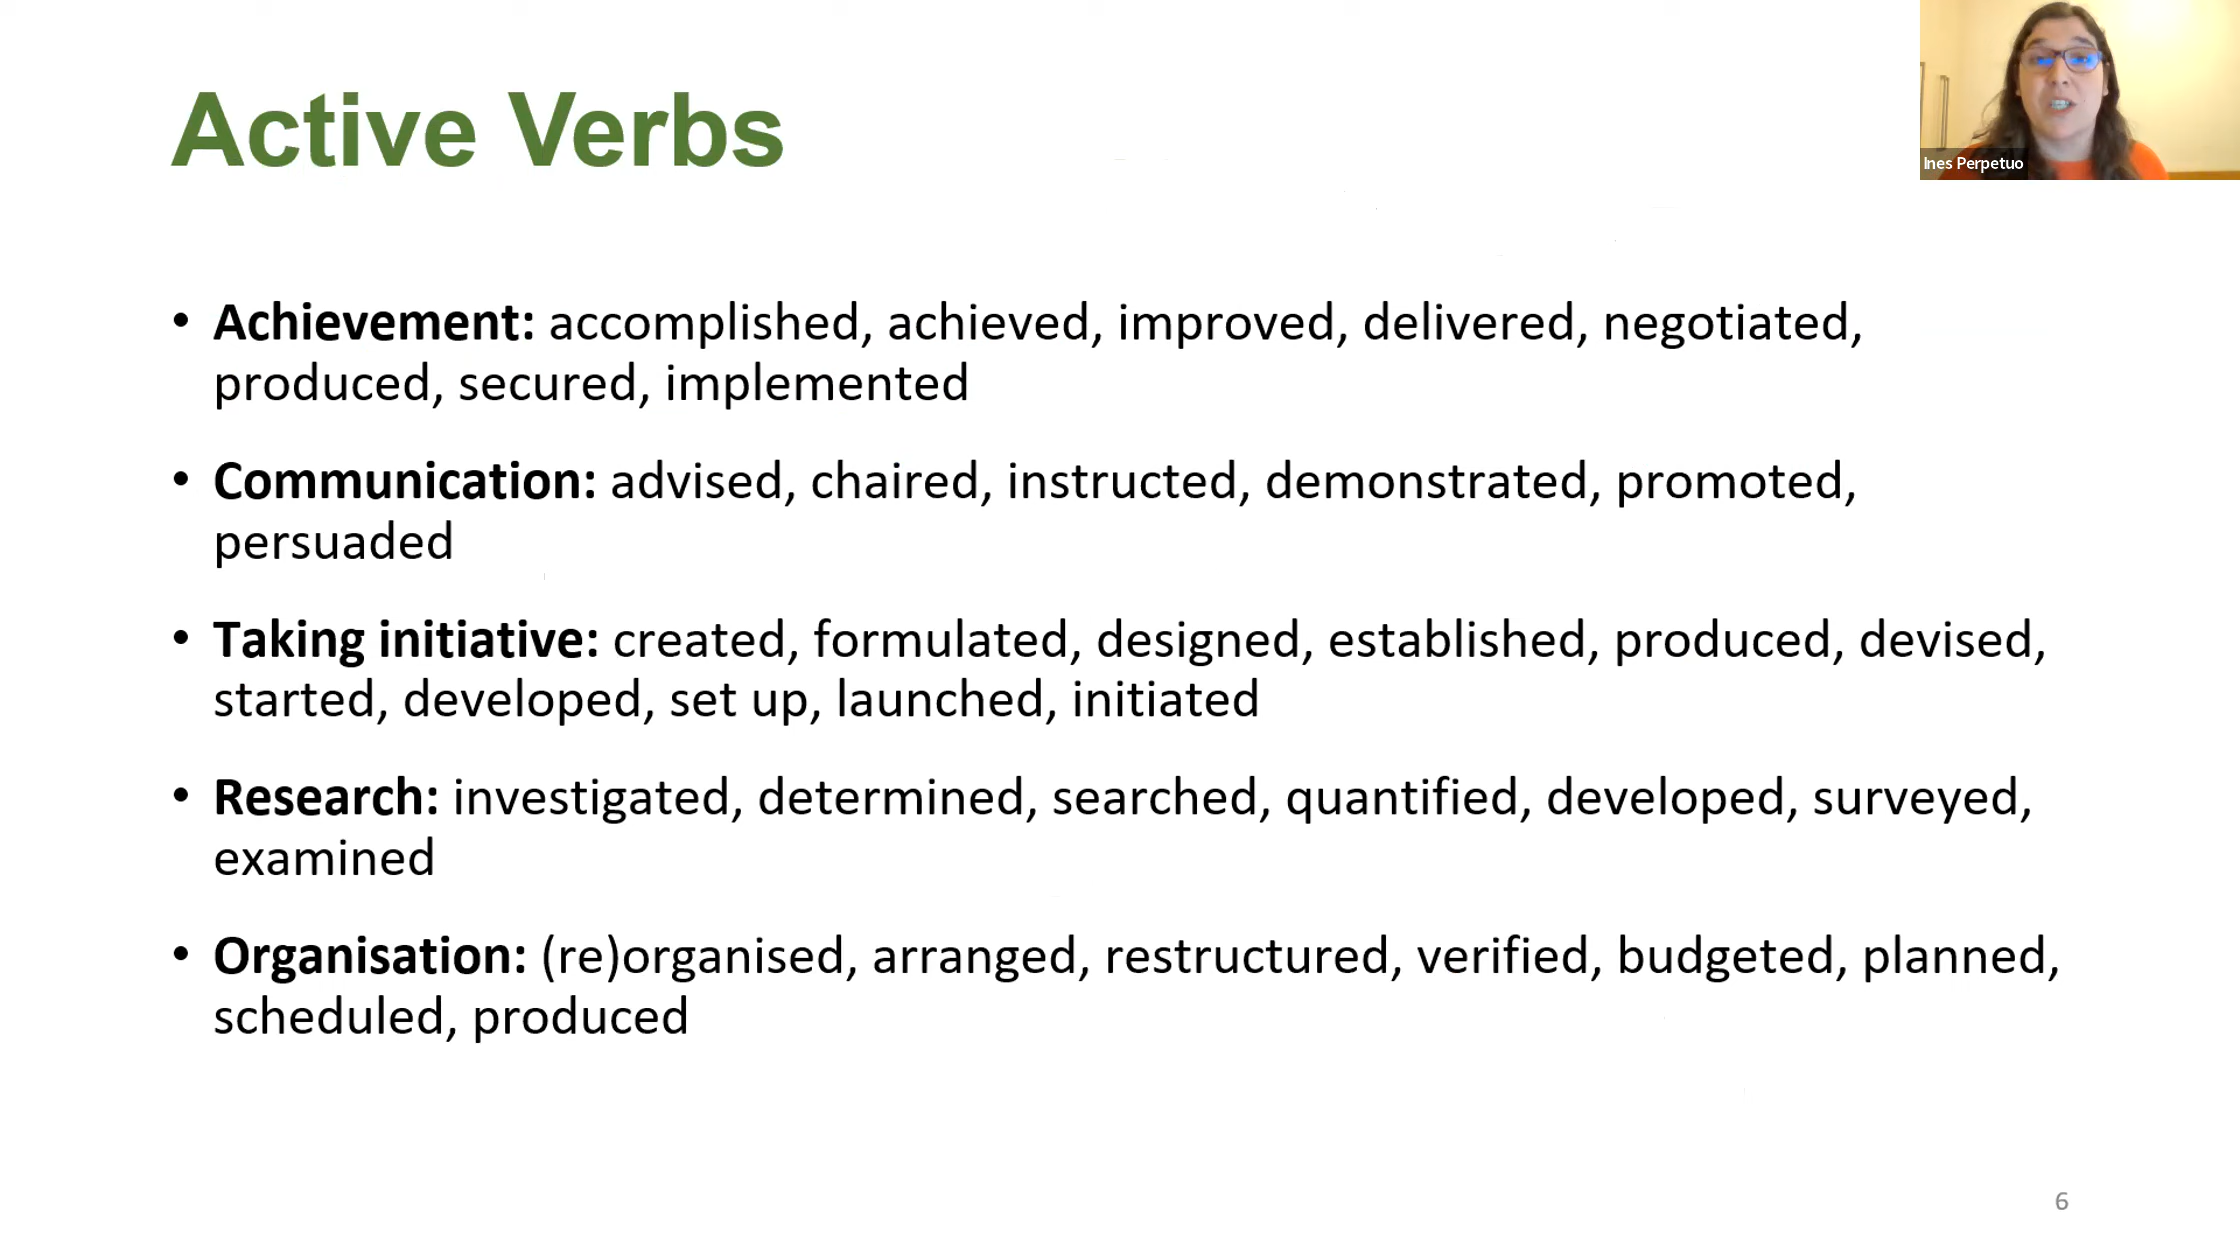 Active Verbs
Ines Perpetuo
• Achievement: accomplished, achieved, improved, delivered, negotiated,
produced, secured, implemented
• Communication: advised, chaired, instructed, demonstrated, promoted,
persuaded
• Taking initiative: created, formulated, designed, established, produced, devised,
started, developed, set up, launched, initiated
• Research: investigated, determined, searched, quantified, developed, surveyed,
examined
• Organisation: (re)organised, arranged, restructured, verified, budgeted, planned,
scheduled, produced
6